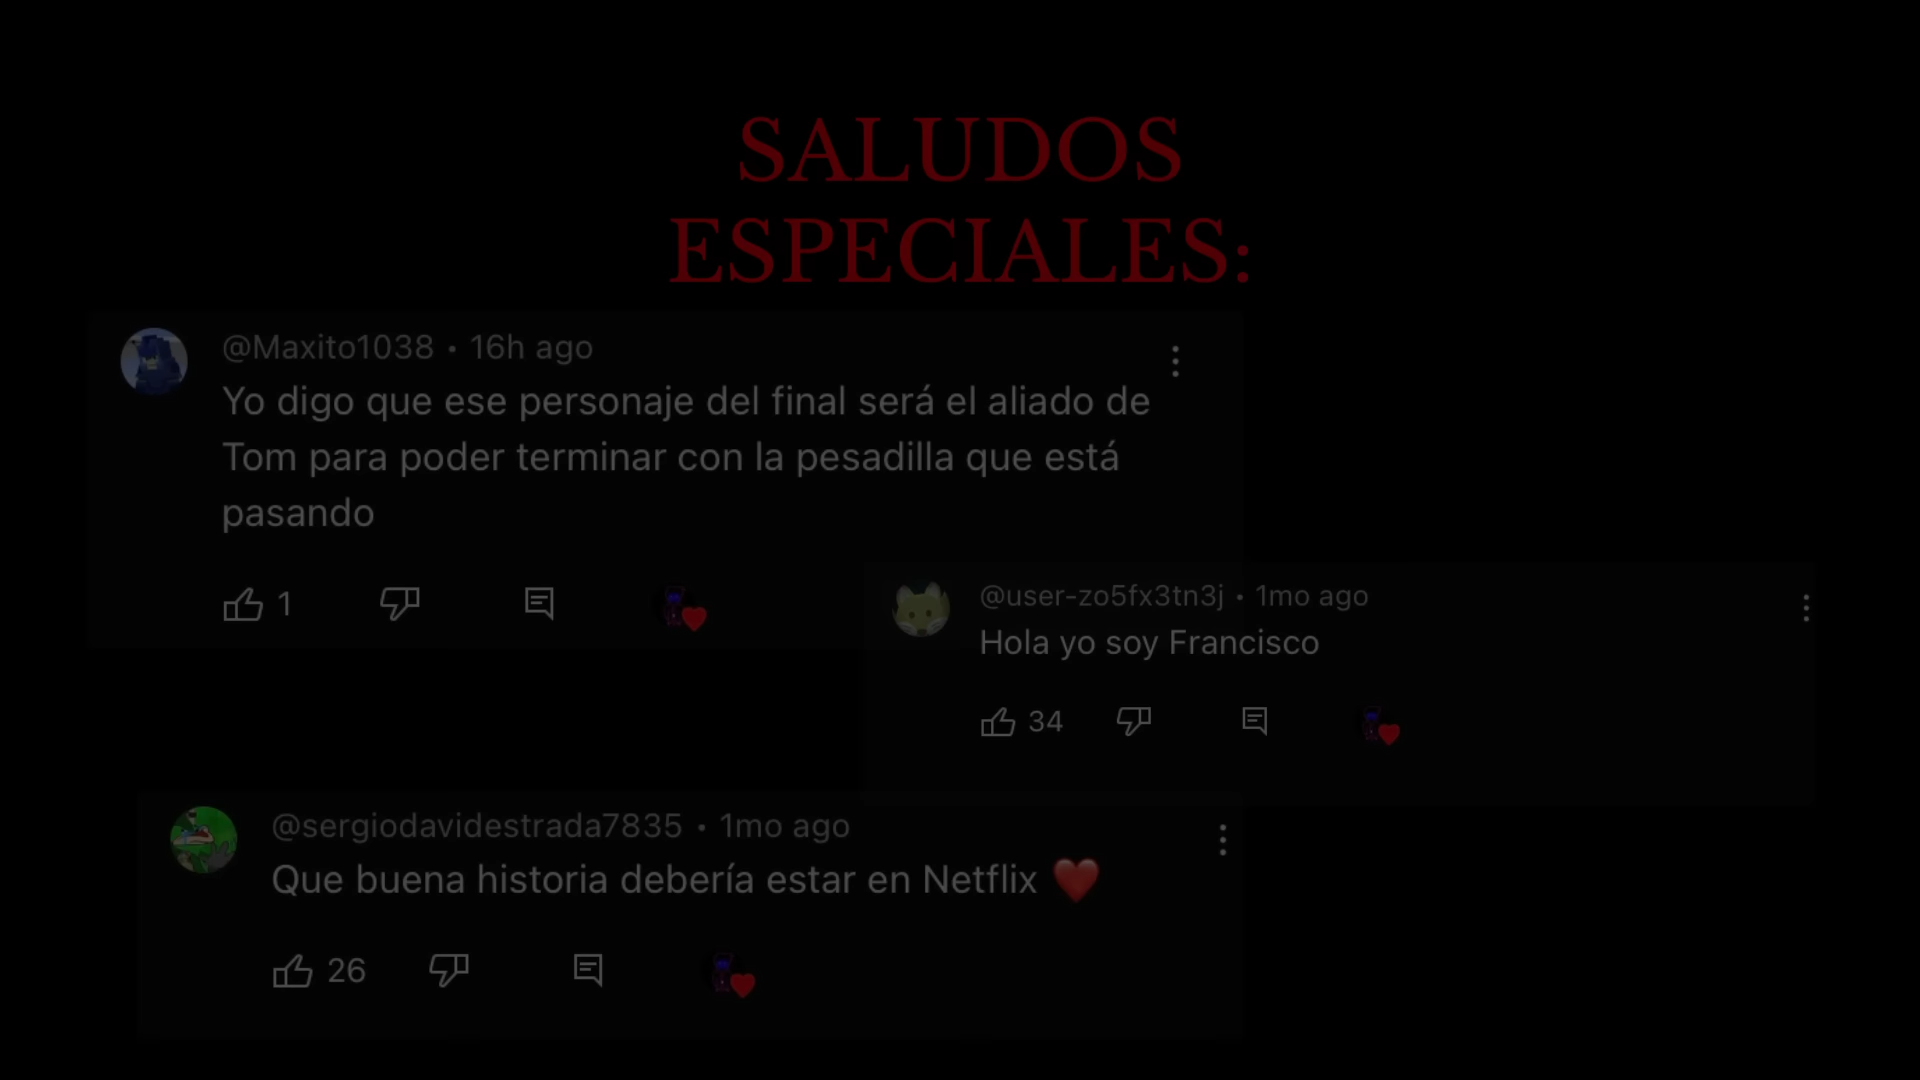 SALUDOS
ESPECIALES:
@Maxito1038 • 16h ago
Yo digo que ese personaje del final será el aliado de
Tom para poder terminar con la pesadilla que está
pasando
1
@user-zo5fx3tn3j • 1mo ago
Hola yo soy Francisco
34
@sergiodavidestrada7835 • 1mo ago
Que buena historia debería estar en Netflix ❤️
26